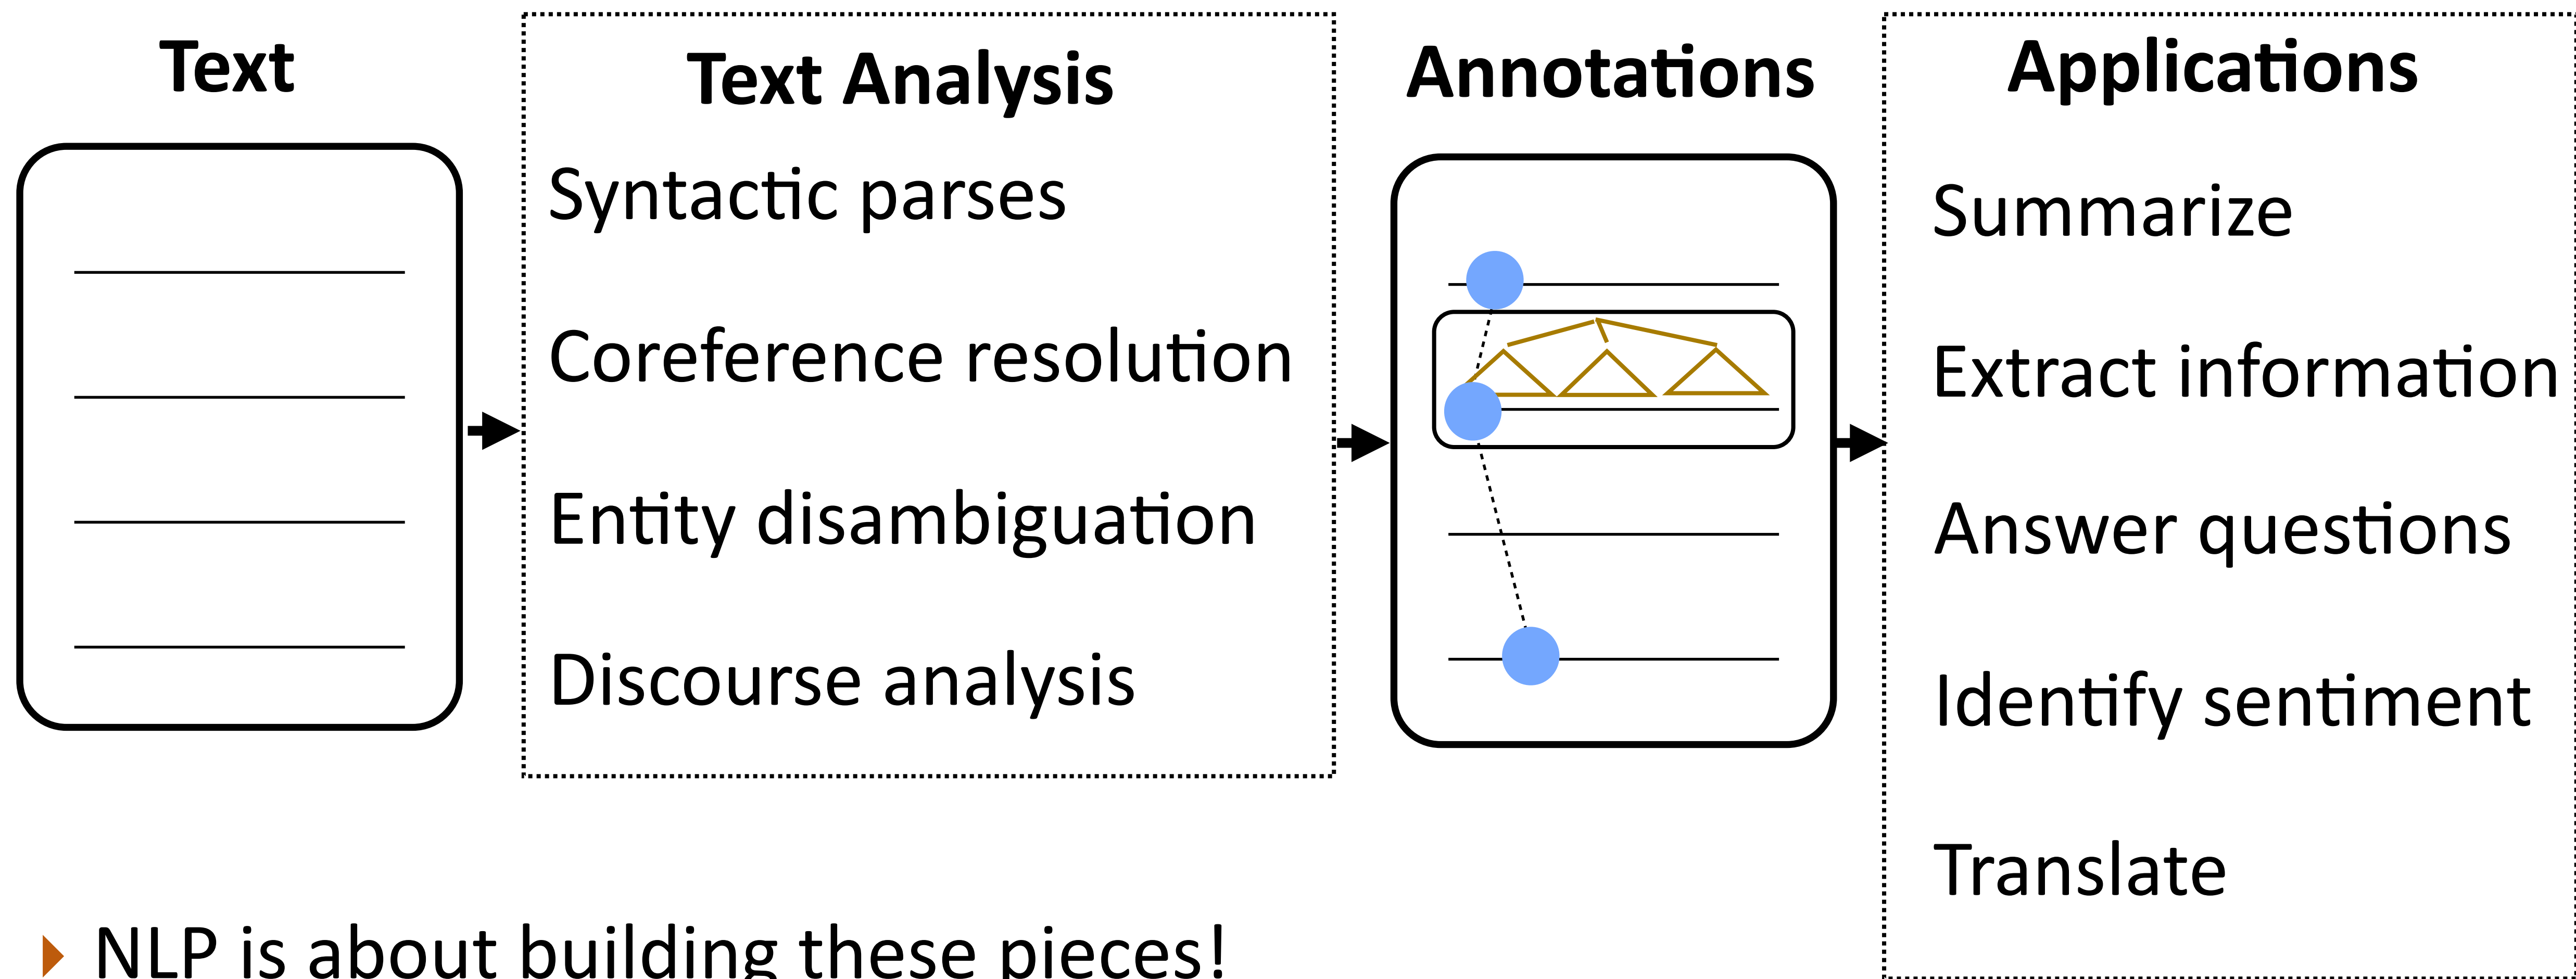 Text
Text Analysis
Syntactic parses
Coreference resolution
Entity disambiguation
Discourse analysis
Annotations
Applications
Summarize
Extract information
Answer questions
Identify sentiment
Translate
NLP is about building these pieces!